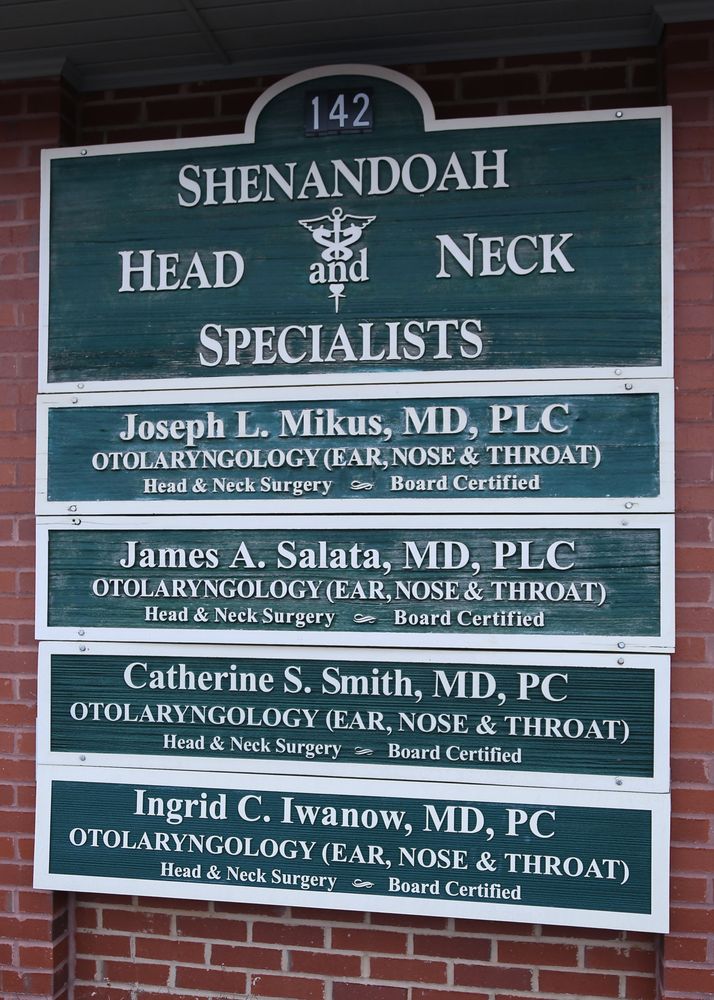 142
SHENANDOAH
HEAD and NECK
SPECIALISTS
Joseph L. Mikus, MD, PLC
OTOLARYNGOLOGY (EAR, NOSE & THROAT)
Head & Neck Surgery ~ Board Certified
James A. Salata, MD, PLC
OTOLARYNGOLOGY (EAR, NOSE & THROAT)
Head & Neck Surgery ~ Board Certified
Catherine S. Smith, MD, PC
OTOLARYNGOLOGY (EAR, NOSE & THROAT)
Head & Neck Surgery ~ Board Certified
Ingrid C. Iwanow, MD, PC
OTOLARYNGOLOGY (EAR, NOSE & THROAT)
Head & Neck Surgery ~ Board Certified